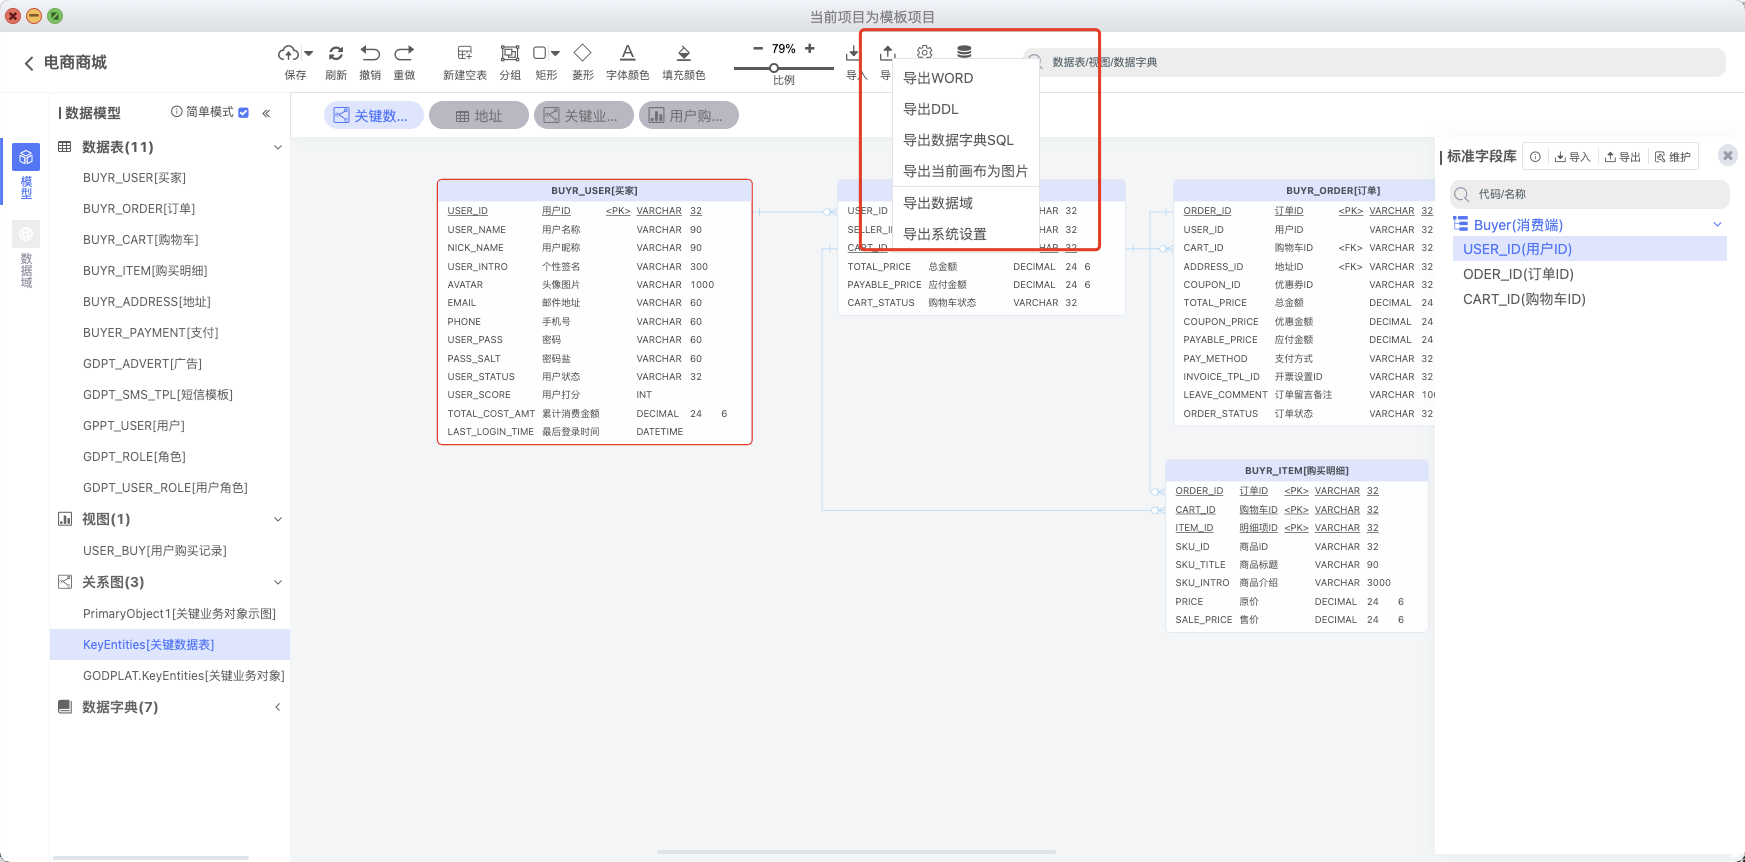 当前项目为模板项目
电商商城
保存
刷新
撤销
重做
新建空表
分组
矩形
菱形
字体颜色
填充颜色
79%
比例
导入
数据表/视图/数据字典
导出WORD
导出DDL
导出数据字典SQL
导出当前画布为图片
导出数据域
导出系统设置
模型
数据域
数据模型
简单模式
数据表(11)
BUYR_USER[买家]
BUYR_ORDER[订单]
BUYR_CART[购物车]
BUYR_ITEM[购买明细]
BUYR_ADDRESS[地址]
BUYER_PAYMENT[支付]
GDPT_ADVERT[广告]
GDPT_SMS_TPL[短信模板]
GPPT_USER[用户]
GDPT_ROLE[角色]
GDPT_USER_ROLE[用户角色]
视图(1)
USER_BUY[用户购买记录]
关系图(3)
PrimaryObject1[关键业务对象示图]
KeyEntities[关键数据表]
GODPLAT.KeyEntities[关键业务对象]
数据字典(7)
关键数...
地址
关键业...
用户购...
BUYR_USER[买家]
USER_ID 用户ID <PK> VARCHAR 32
USER_NAME 用户名称 VARCHAR 90
NICK_NAME 用户昵称 VARCHAR 90
USER_INTRO 个性签名 VARCHAR 300
AVATAR 头像图片 VARCHAR 1000
EMAIL 邮件地址 VARCHAR 60
PHONE 手机号 VARCHAR 60
USER_PASS 密码 VARCHAR 60
PASS_SALT 密码盐 VARCHAR 60
USER_STATUS 用户状态 VARCHAR 32
USER_SCORE 用户打分 INT
TOTAL_COST_AMT 累计消费金额 DECIMAL 24 6
LAST_LOGIN_TIME 最后登录时间 DATETIME
USER_ID HAR 32
SELLER_I HAR 32
CART_ID HAR 32
TOTAL_PRICE 总金额 DECIMAL 24 6
PAYABLE_PRICE 应付金额 DECIMAL 24 6
CART_STATUS 购物车状态 VARCHAR 32
BUYR_ORDER[订单]
ORDER_ID 订单ID <PK> VARCHAR 32
USER_ID 用户ID VARCHAR 32
CART_ID 购物车ID <FK> VARCHAR 32
ADDRESS_ID 地址ID <FK> VARCHAR 32
COUPON_ID 优惠券ID VARCHAR 32
TOTAL_PRICE 总金额 DECIMAL 24
COUPON_PRICE 优惠金额 DECIMAL 24
PAYABLE_PRICE 应付金额 DECIMAL 24
PAY_METHOD 支付方式 VARCHAR 32
INVOICE_TPL_ID 开票设置ID VARCHAR 32
LEAVE_COMMENT 订单留言备注 VARCHAR 10
ORDER_STATUS 订单状态 VARCHAR 32
BUYR_ITEM[购买明细]
ORDER_ID 订单ID <PK> VARCHAR 32
CART_ID 购物车ID <PK> VARCHAR 32
ITEM_ID 明细项ID <PK> VARCHAR 32
SKU_ID 商品ID VARCHAR 32
SKU_TITLE 商品标题 VARCHAR 90
SKU_INTRO 商品介绍 VARCHAR 3000
PRICE 原价 DECIMAL 24 6
SALE_PRICE 售价 DECIMAL 24 6
标准字段库
导入
导出
维护
代码/名称
Buyer(消费端)
USER_ID(用户ID)
ODER_ID(订单ID)
CART_ID(购物车ID)